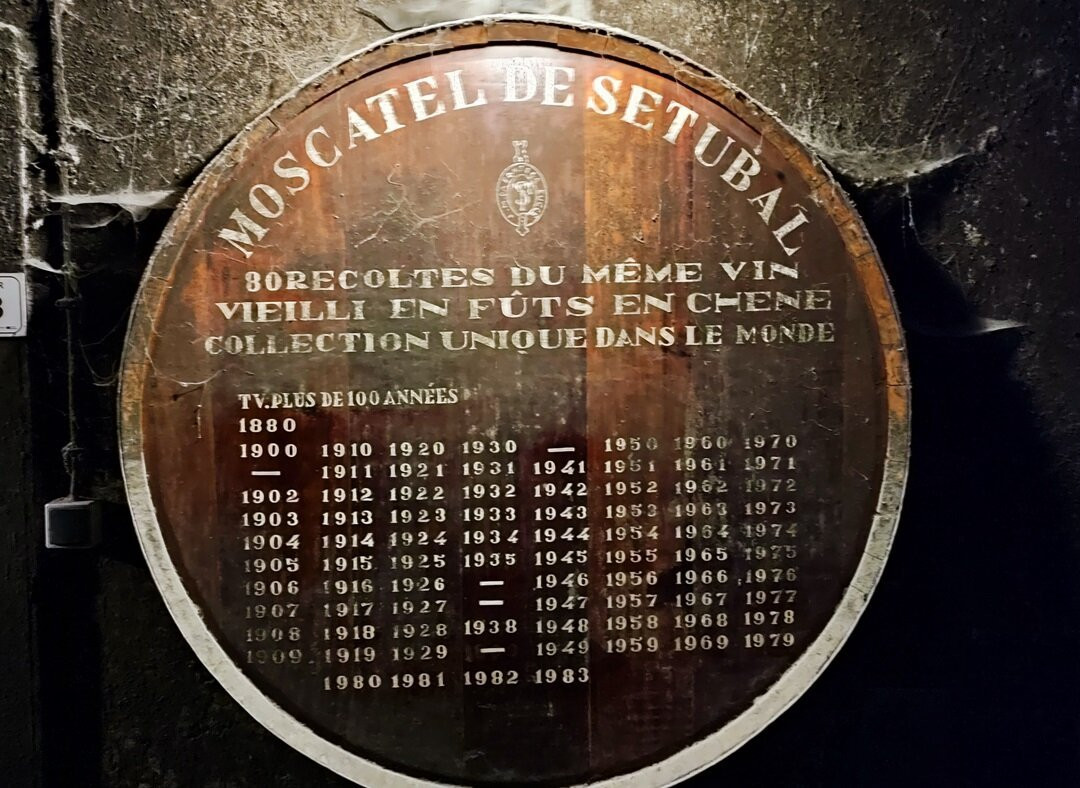 MOSCATEL DE SETUBAL
80 RECOLTES DU MÊME VIN
VIEILLI EN FÛTS EN CHENE
COLLECTION UNIQUE DANS LE MONDE
TV. PLUS DE 100 ANNÉES
1880
1900 1910 1920 1930 — 1950 1960 1970
— 1911 1921 1931 1941 1951 1961 1971
1902 1912 1922 1932 1942 1952 1962 1972
1903 1913 1923 1933 1943 1953 1963 1973
1904 1914 1924 1934 1944 1954 1964 1974
1905 1915 1925 1935 1945 1955 1965 1975
1906 1916 1926 — 1946 1956 1966 1976
1907 1917 1927 — 1947 1957 1967 1977
1908 1918 1928 1938 1948 1958 1968 1978
1909 1919 1929 — 1949 1959 1969 1979
1980 1981 1982 1983